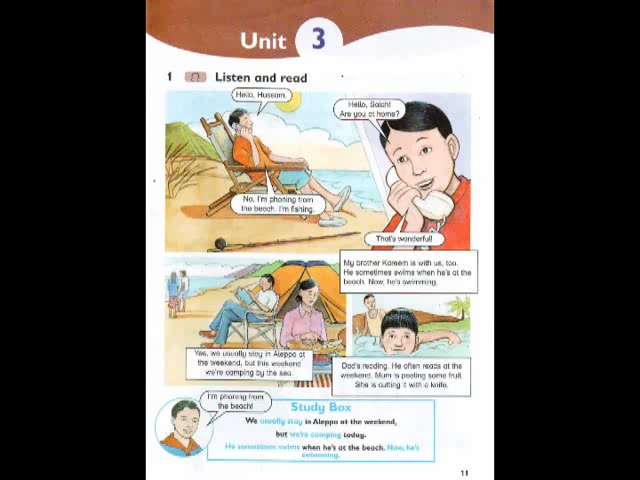 Unit 3
1 Listen and read
Hello, Hussam.
Hello, Salah!
Are you at home?
No, I'm phoning from
the beach. I'm fishing.
That's wonderful!
My brother Kareem is with us, too.
He sometimes swims when he's at the
beach. Now, he's swimming.
Yes, we usually stay in Aleppo at
the weekend, but this weekend
we're camping by the sea.
Dad's reading. He often reads at the
weekend. Mum is peeling some fruit.
She is cutting it with a knife.
I'm phoning from
the beach!
Study Box
We usually stay in Aleppo at the weekend,
but we're camping today.
He sometimes swims when he's at the beach. Now, he's
swimming.
11